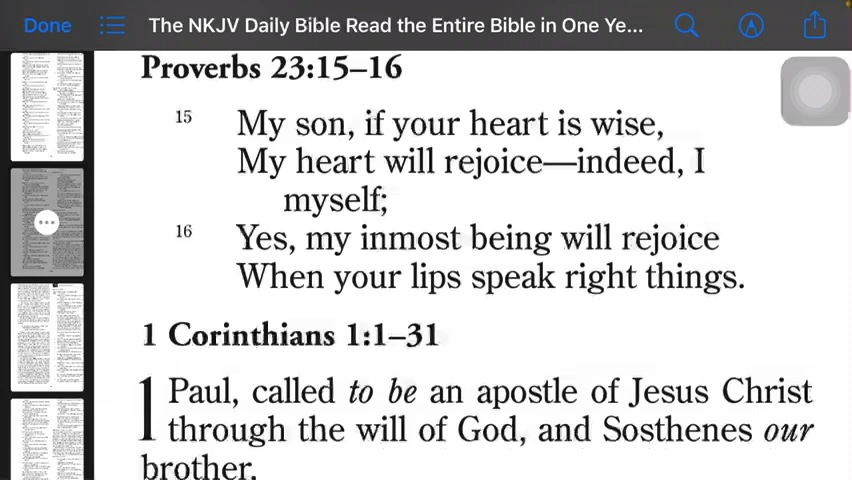 Done
The NKJV Daily Bible Read the Entire Bible in One Ye...
Proverbs 23:15–16
15 My son, if your heart is wise,
My heart will rejoice—indeed, I
myself;
16 Yes, my inmost being will rejoice
When your lips speak right things.
1 Corinthians 1:1–31
1 Paul, called to be an apostle of Jesus Christ
through the will of God, and Sosthenes our
brother,